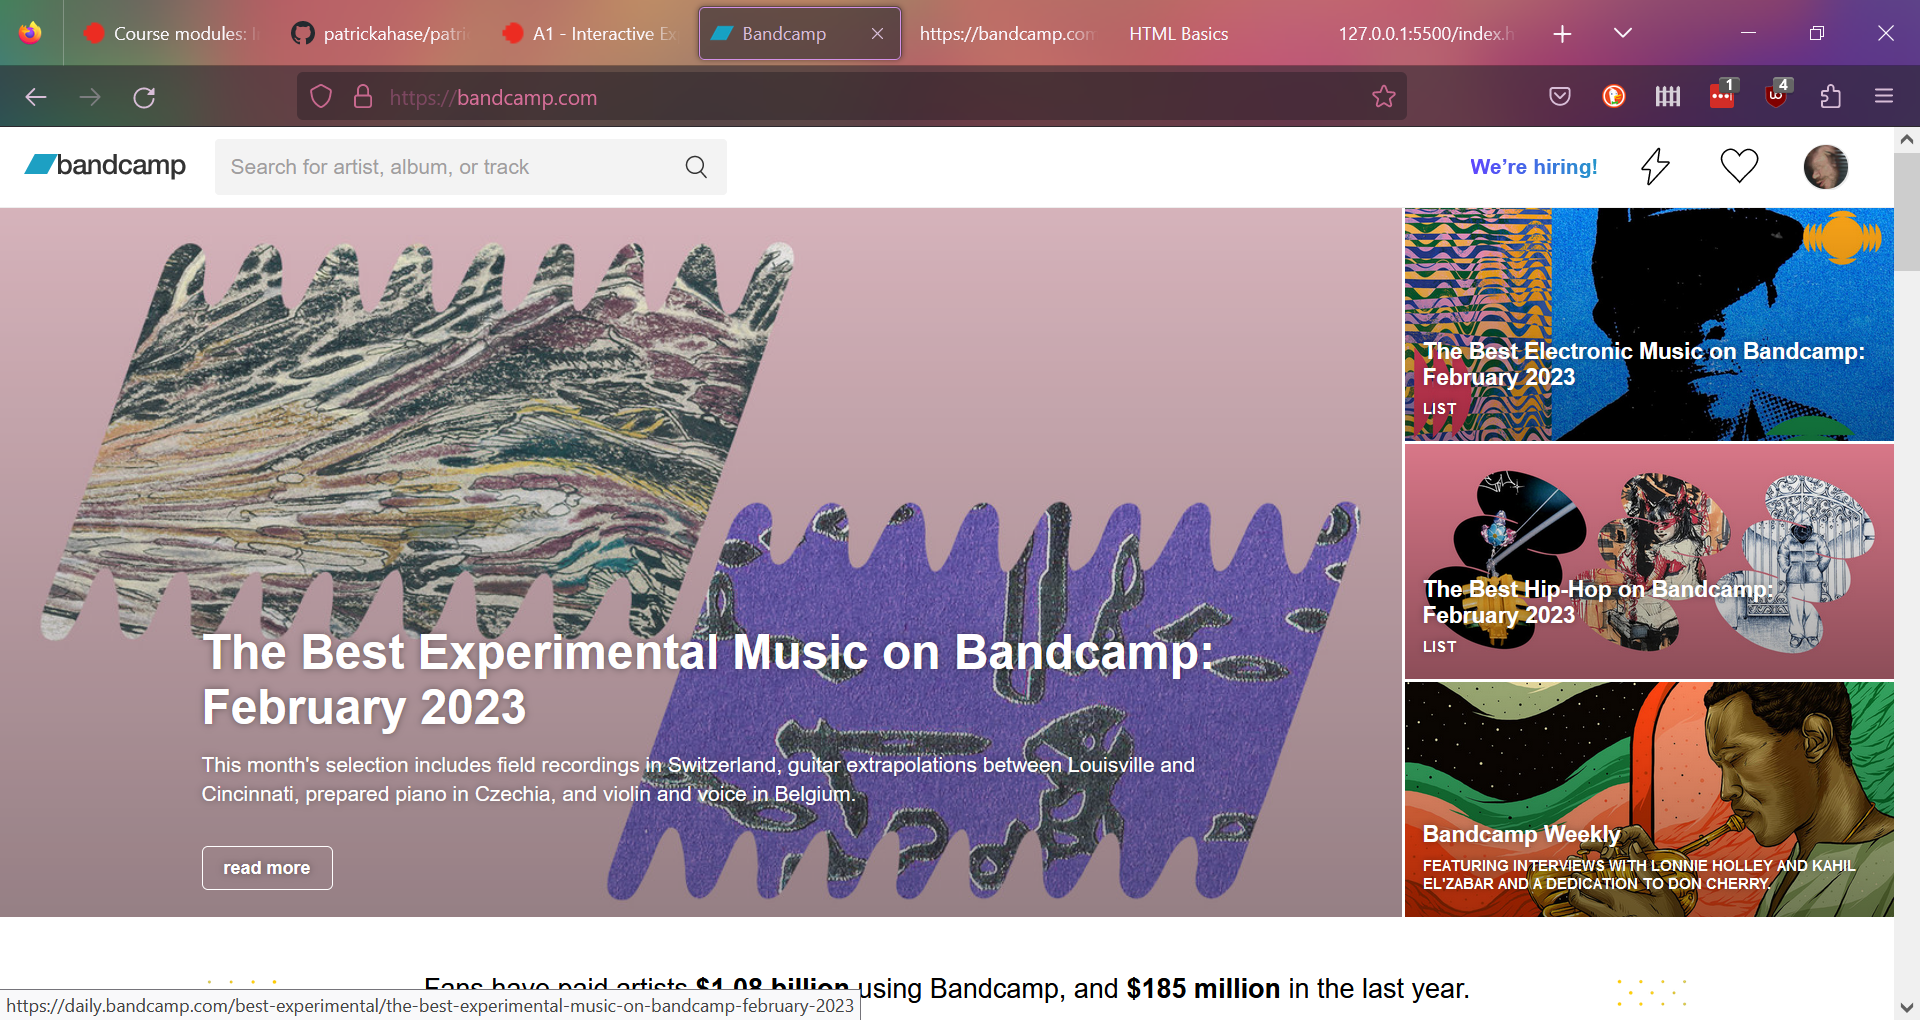 Course modules: I
patrickahase/patric
A1 - Interactive Ex
Bandcamp
https://bandcamp.com
HTML Basics
127.0.0.1:5500/index.h
https://bandcamp.com
1
4
bandcamp
Search for artist, album, or track
We’re hiring!
The Best Experimental Music on Bandcamp:
February 2023
This month's selection includes field recordings in Switzerland, guitar extrapolations between Louisville and
Cincinnati, prepared piano in Czechia, and violin and voice in Belgium.
read more
The Best Electronic Music on Bandcamp:
February 2023
LIST
The Best Hip-Hop on Bandcamp:
February 2023
LIST
Bandcamp Weekly
FEATURING INTERVIEWS WITH LONNIE HOLLEY AND KAHIL
EL'ZABAR AND A DEDICATION TO DON CHERRY.
Fans have paid artists $1.08 billion using Bandcamp, and $185 million in the last year.
https://daily.bandcamp.com/best-experimental/the-best-experimental-music-on-bandcamp-february-2023